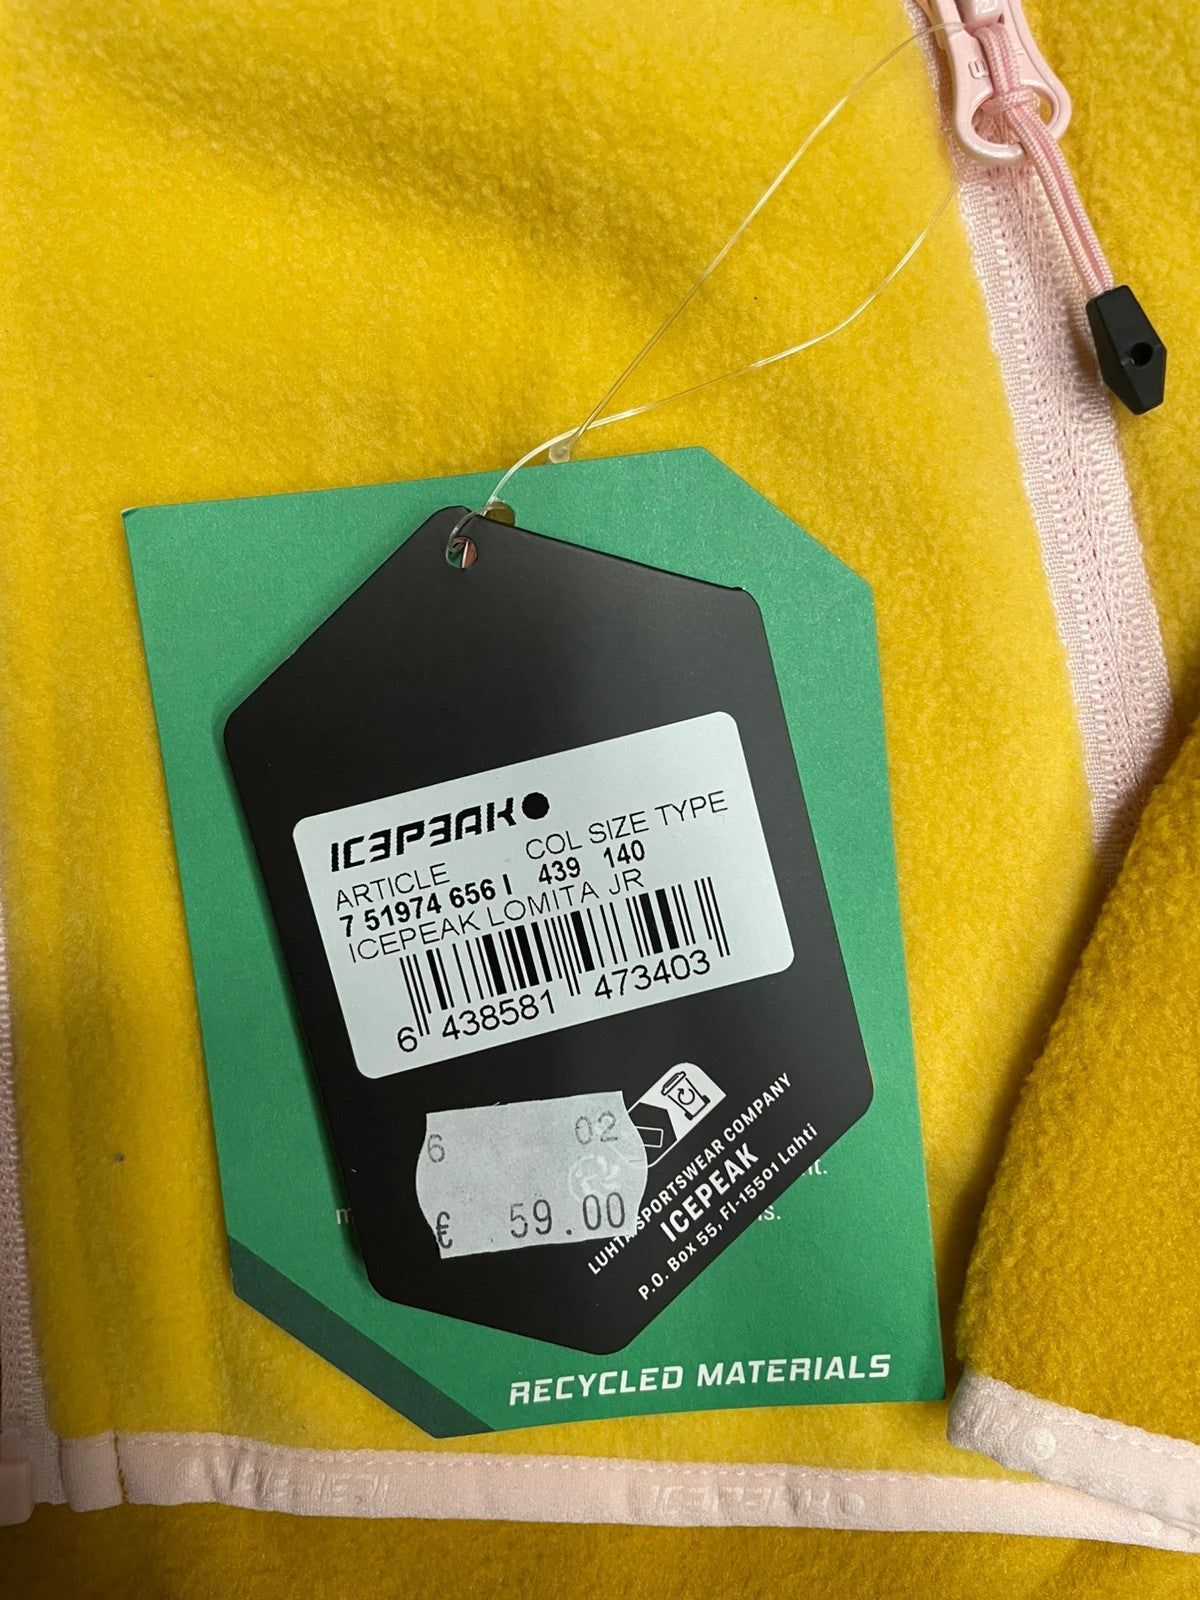 ICEPEAK
ARTICLE COL SIZE TYPE
7 51974 656 I 439 140
ICEPEAK LOMITA JR
6 438581 473403
6 02
€ 59.00
LUHTA SPORTSWEAR COMPANY
ICEPEAK
P.O. Box 55, FI-15501 Lahti
RECYCLED MATERIALS
ICEPEAK